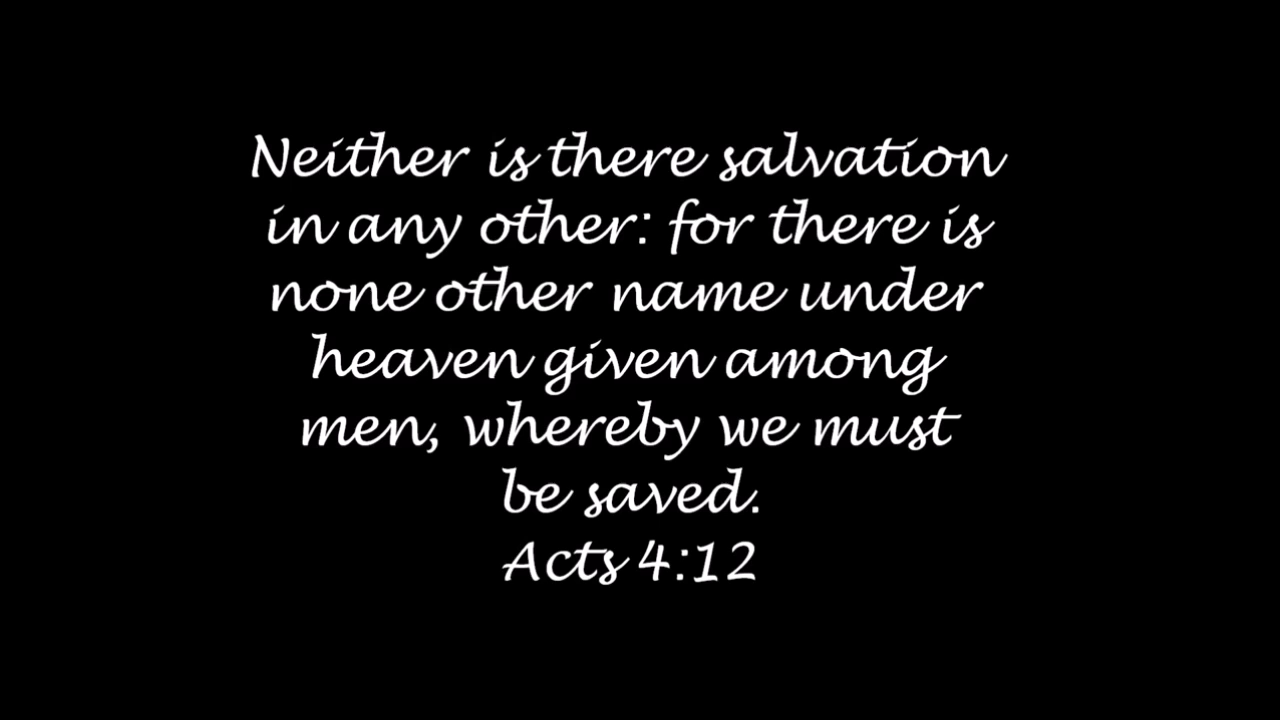 Neither is there salvation
in any other: for there is
none other name under
heaven given among
men, whereby we must
be saved.
Acts 4:12